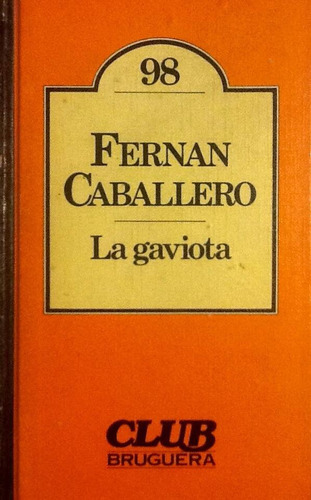 98
FERNAN
CABALLERO
La gaviota
CLUB
BRUGUERA